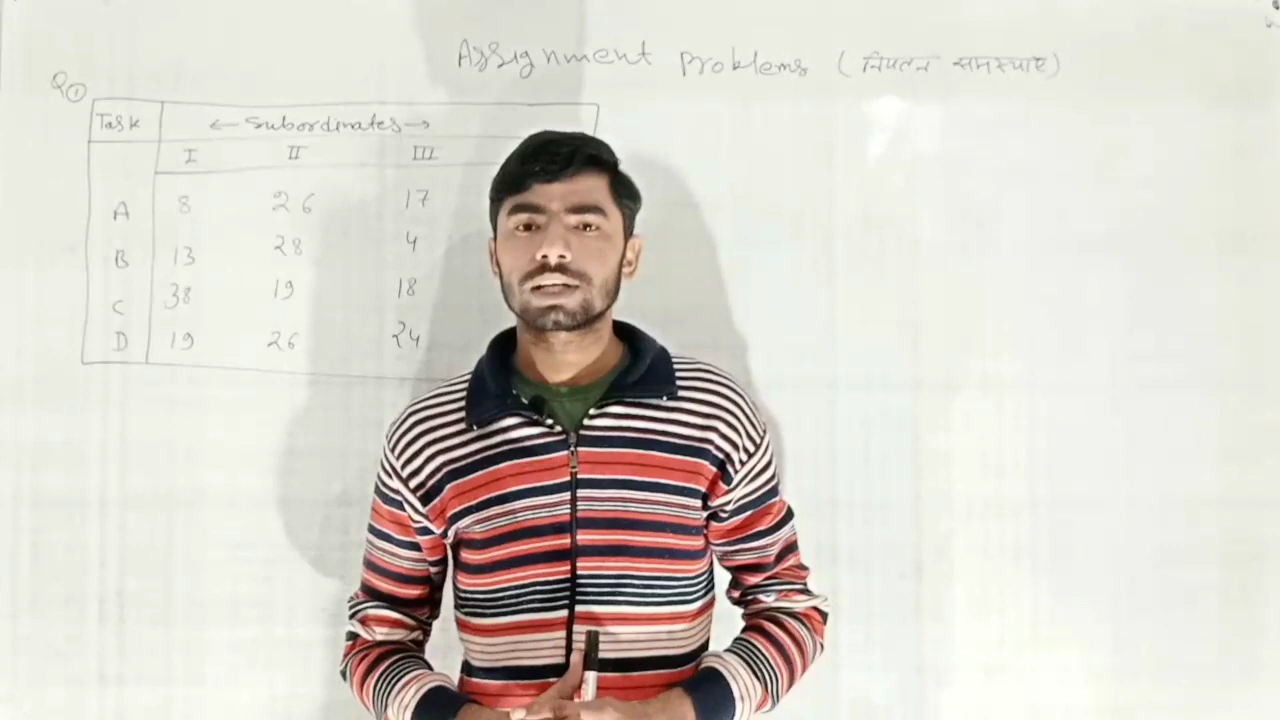 Assignment Problems (नियतन समस्याएं)
Q①
Task ← Subordinates →
I II III
A 8 26 17
B 13 28 4
C 38 19 18
D 19 26 24